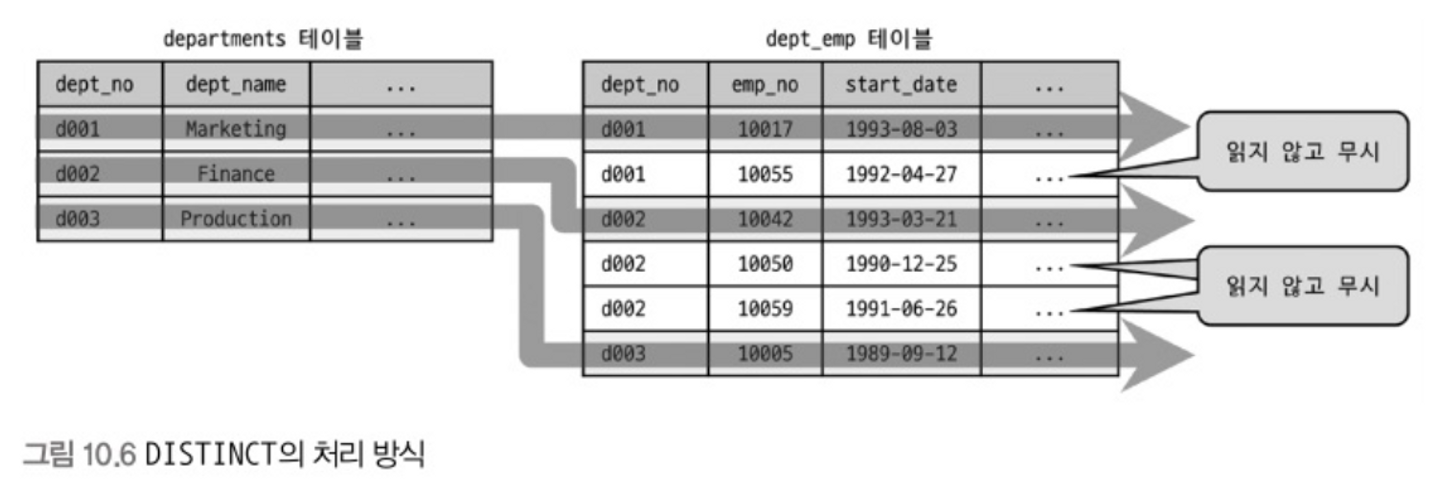 departments 테이블
dept_no dept_name ...
d001 Marketing ...
d002 Finance ...
d003 Production ...
dept_emp 테이블
dept_no emp_no start_date ...
d001 10017 1993-08-03 ...
d001 10055 1992-04-27 ...
d002 10042 1993-03-21 ...
d002 10050 1990-12-25 ...
d002 10059 1991-06-26 ...
d003 10005 1989-09-12 ...
읽지 않고 무시
읽지 않고 무시
그림 10.6 DISTINCT의 처리 방식